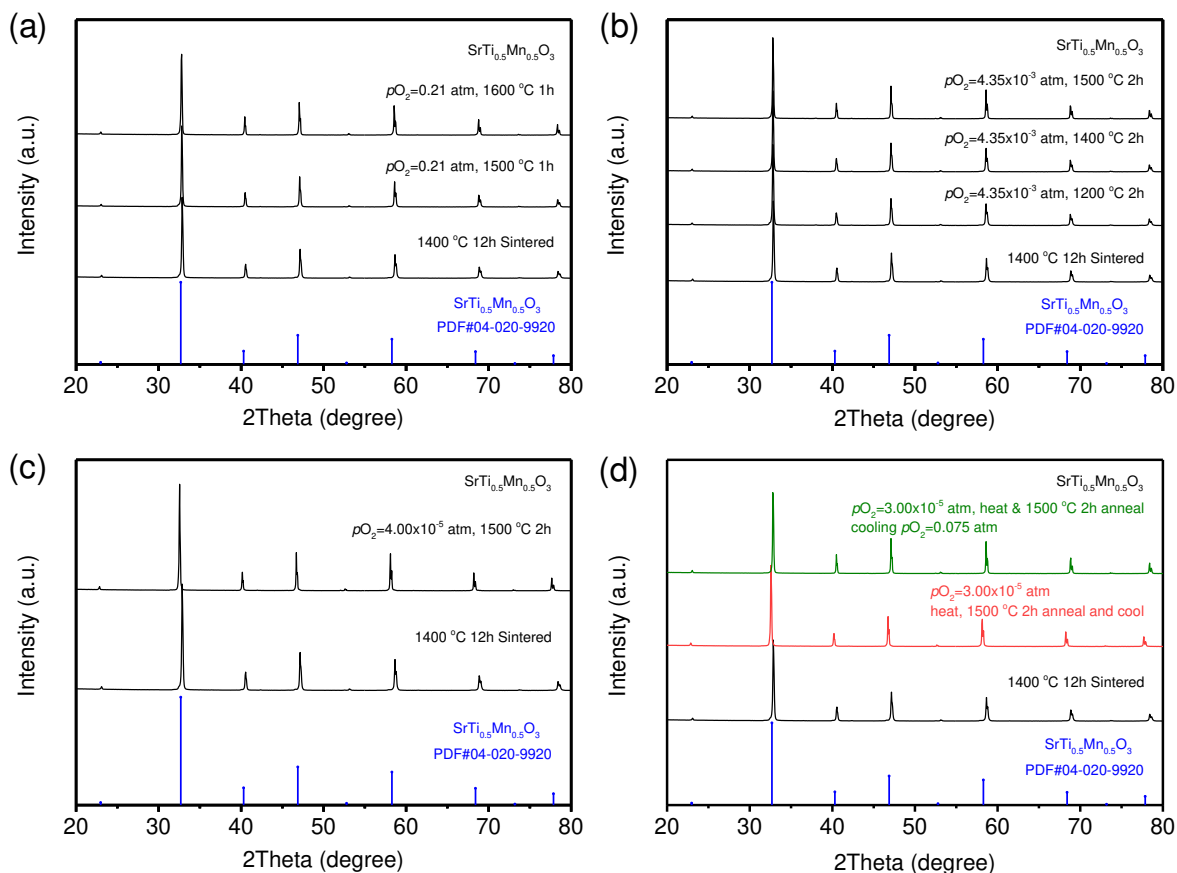 (a)
SrTi₀.₅Mn₀.₅O₃
pO₂=0.21 atm, 1600 °C 1h
pO₂=0.21 atm, 1500 °C 1h
1400 °C 12h Sintered
SrTi₀.₅Mn₀.₅O₃
PDF#04-020-9920
Intensity (a.u.)
20 30 40 50 60 70 80
2Theta (degree)
(b)
SrTi₀.₅Mn₀.₅O₃
pO₂=4.35x10⁻³ atm, 1500 °C 2h
pO₂=4.35x10⁻³ atm, 1400 °C 2h
pO₂=4.35x10⁻³ atm, 1200 °C 2h
1400 °C 12h Sintered
SrTi₀.₅Mn₀.₅O₃
PDF#04-020-9920
Intensity (a.u.)
20 30 40 50 60 70 80
2Theta (degree)
(c)
SrTi₀.₅Mn₀.₅O₃
pO₂=4.00x10⁻⁵ atm, 1500 °C 2h
1400 °C 12h Sintered
SrTi₀.₅Mn₀.₅O₃
PDF#04-020-9920
Intensity (a.u.)
20 30 40 50 60 70 80
2Theta (degree)
(d)
SrTi₀.₅Mn₀.₅O₃
pO₂=3.00x10⁻⁵ atm, heat & 1500 °C 2h anneal
cooling pO₂=0.075 atm
pO₂=3.00x10⁻⁵ atm
heat, 1500 °C 2h anneal and cool
1400 °C 12h Sintered
SrTi₀.₅Mn₀.₅O₃
PDF#04-020-9920
Intensity (a.u.)
20 30 40 50 60 70 80
2Theta (degree)